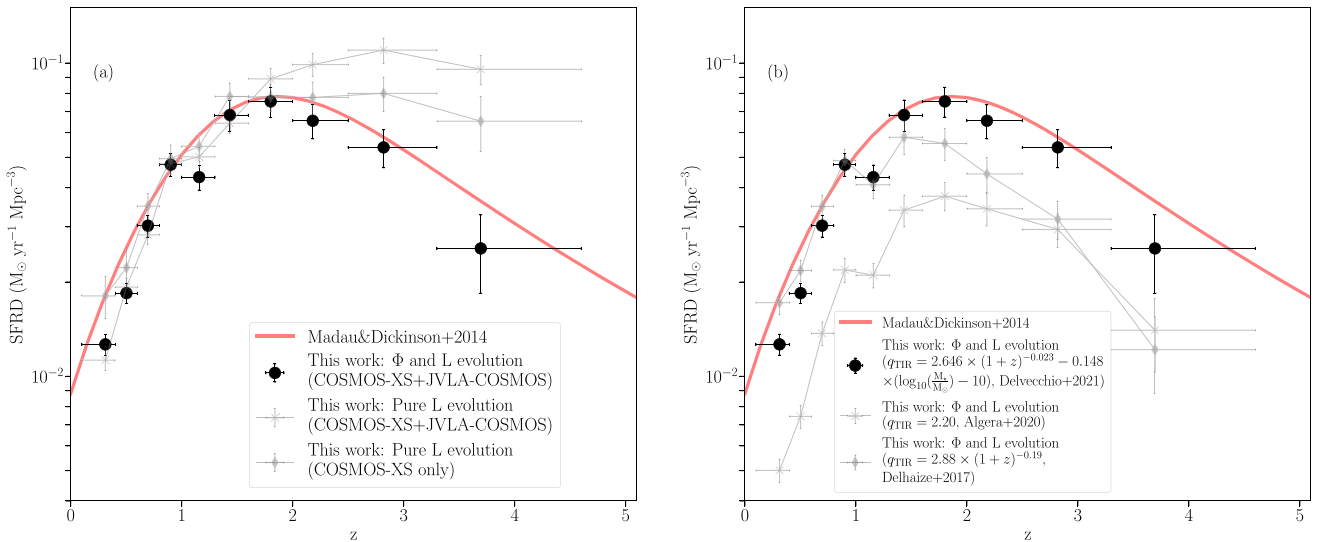 (a)
10⁻¹
10⁻²
SFRD (M⊙ yr⁻¹ Mpc⁻³)
Madau&Dickinson+2014
This work: Φ and L evolution
(COSMOS-XS+JVLA-COSMOS)
This work: Pure L evolution
(COSMOS-XS+JVLA-COSMOS)
This work: Pure L evolution
(COSMOS-XS only)
0 1 2 3 4 5
z
(b)
10⁻¹
10⁻²
SFRD (M⊙ yr⁻¹ Mpc⁻³)
Madau&Dickinson+2014
This work: Φ and L evolution
(q_TIR = 2.646 × (1 + z)^−0.023 − 0.148
×(log₁₀(M⋆/M⊙) − 10), Delvecchio+2021)
This work: Φ and L evolution
(q_TIR = 2.20, Algera+2020)
This work: Φ and L evolution
(q_TIR = 2.88 × (1 + z)^−0.19,
Delhaize+2017)
0 1 2 3 4 5
z